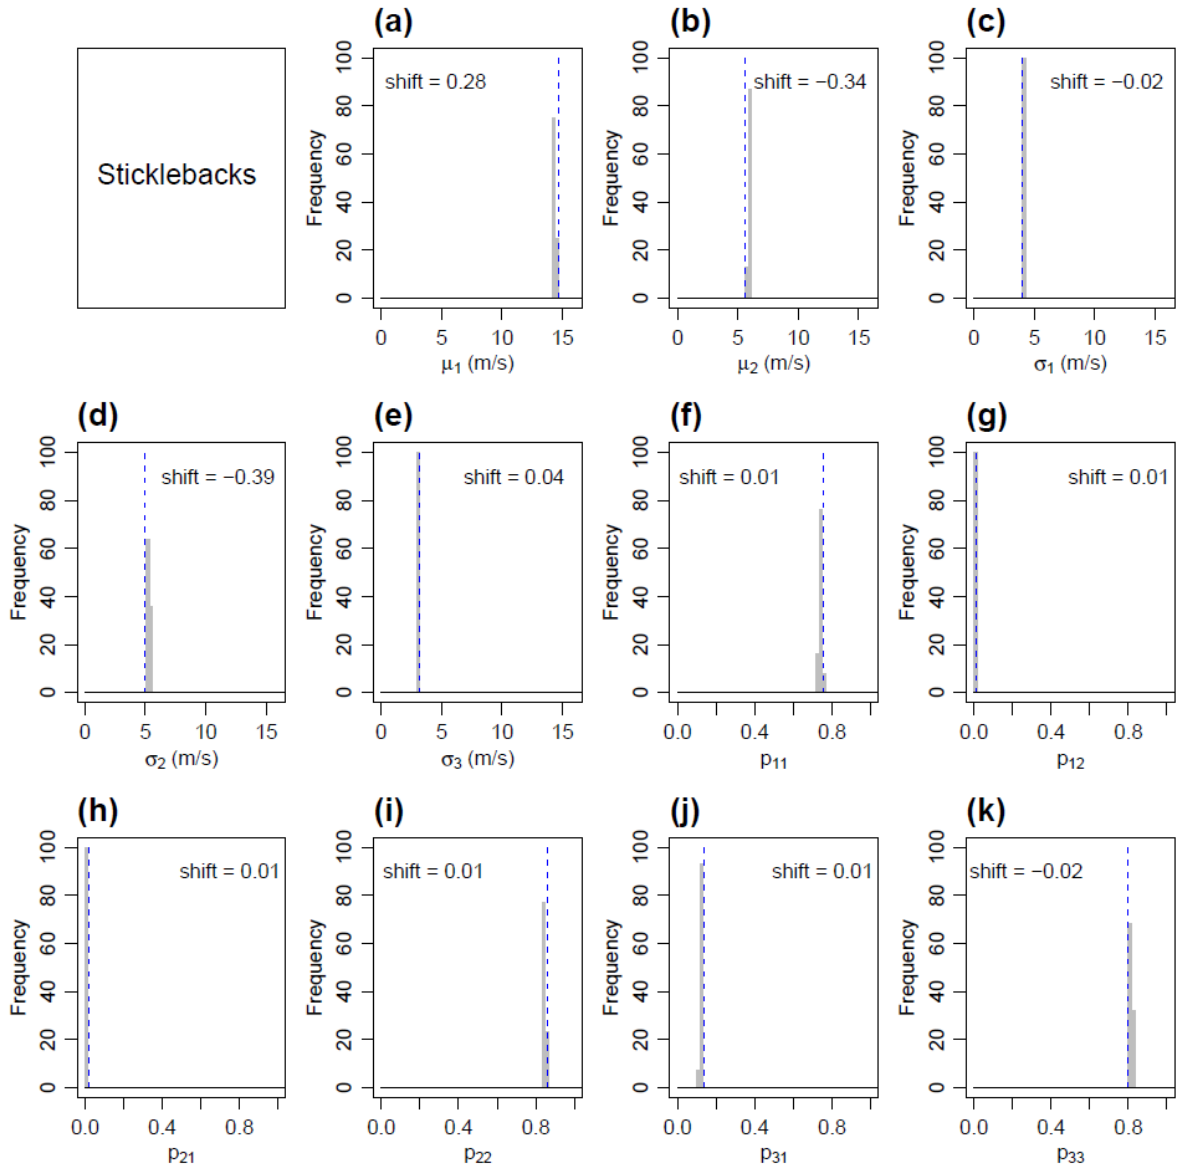 Sticklebacks
(a)
shift = 0.28
Frequency
0 20 40 60 80 100
0 5 10 15
μ1 (m/s)
(b)
shift = −0.34
Frequency
0 20 40 60 80 100
0 5 10 15
μ2 (m/s)
(c)
shift = −0.02
Frequency
0 20 40 60 80 100
0 5 10 15
σ1 (m/s)
(d)
shift = −0.39
Frequency
0 20 40 60 80 100
0 5 10 15
σ2 (m/s)
(e)
shift = 0.04
Frequency
0 20 40 60 80 100
0 5 10 15
σ3 (m/s)
(f)
shift = 0.01
Frequency
0 20 40 60 80 100
0.0 0.4 0.8
p11
(g)
shift = 0.01
Frequency
0 20 40 60 80 100
0.0 0.4 0.8
p12
(h)
shift = 0.01
Frequency
0 20 40 60 80 100
0.0 0.4 0.8
p21
(i)
shift = 0.01
Frequency
0 20 40 60 80 100
0.0 0.4 0.8
p22
(j)
shift = 0.01
Frequency
0 20 40 60 80 100
0.0 0.4 0.8
p31
(k)
shift = −0.02
Frequency
0 20 40 60 80 100
0.0 0.4 0.8
p33